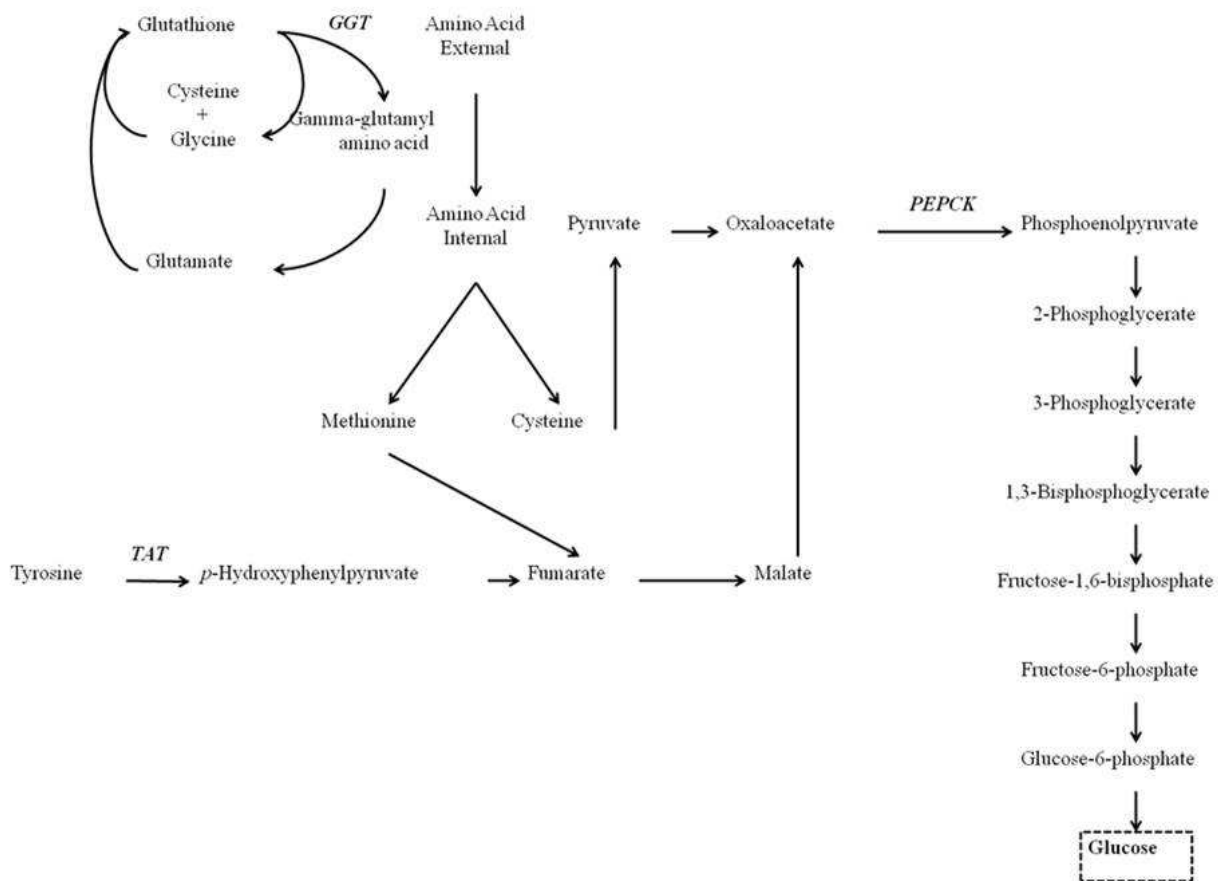 Glutathione
GGT
Amino Acid
External
Cysteine
+
Glycine
Gamma-glutamyl
amino acid
Amino Acid
Internal
Glutamate
Pyruvate
Oxaloacetate
PEPCK
Phosphoenolpyruvate
2-Phosphoglycerate
3-Phosphoglycerate
Methionine
Cysteine
1,3-Bisphosphoglycerate
Tyrosine
TAT
p-Hydroxyphenylpyruvate
Fumarate
Malate
Fructose-1,6-bisphosphate
Fructose-6-phosphate
Glucose-6-phosphate
Glucose